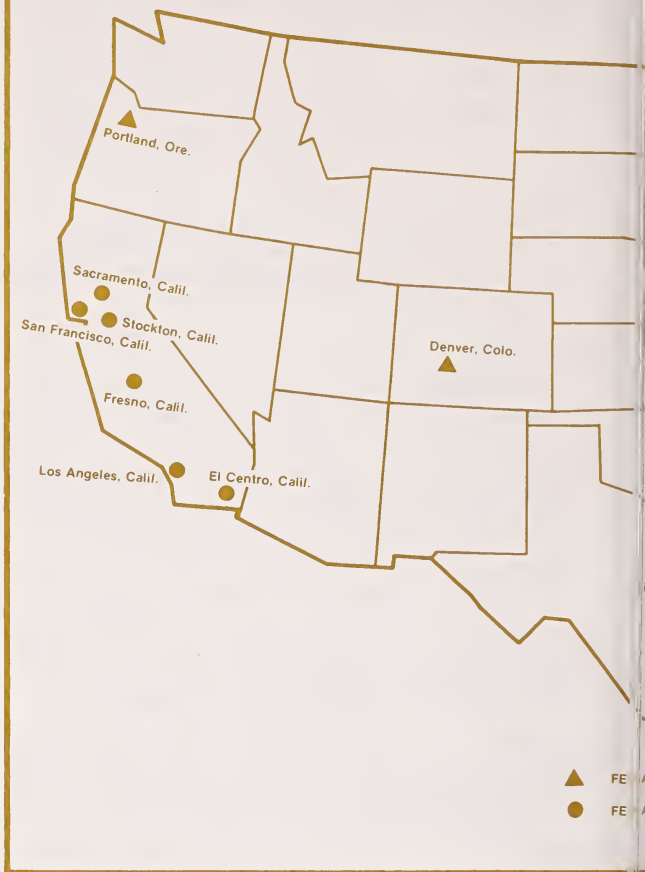 Portland, Ore.
Sacramento, Calif.
Stockton, Calif.
San Francisco, Calif.
Denver, Colo.
Fresno, Calif.
Los Angeles, Calif.
El Centro, Calif.
FE
FE